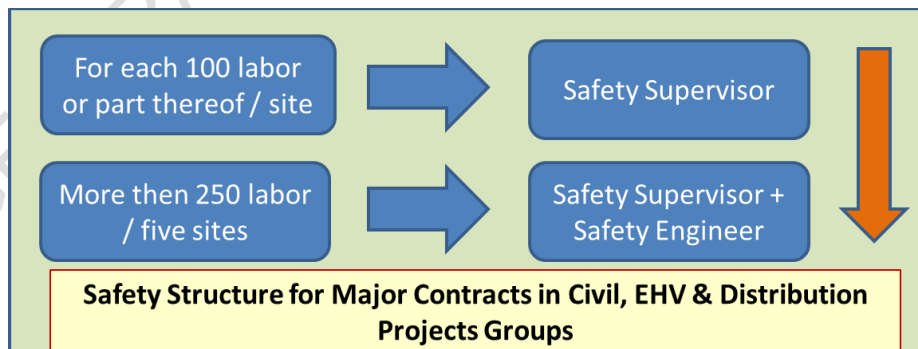 For each 100 labor
or part thereof / site
Safety Supervisor
More then 250 labor
/ five sites
Safety Supervisor +
Safety Engineer
Safety Structure for Major Contracts in Civil, EHV & Distribution
Projects Groups